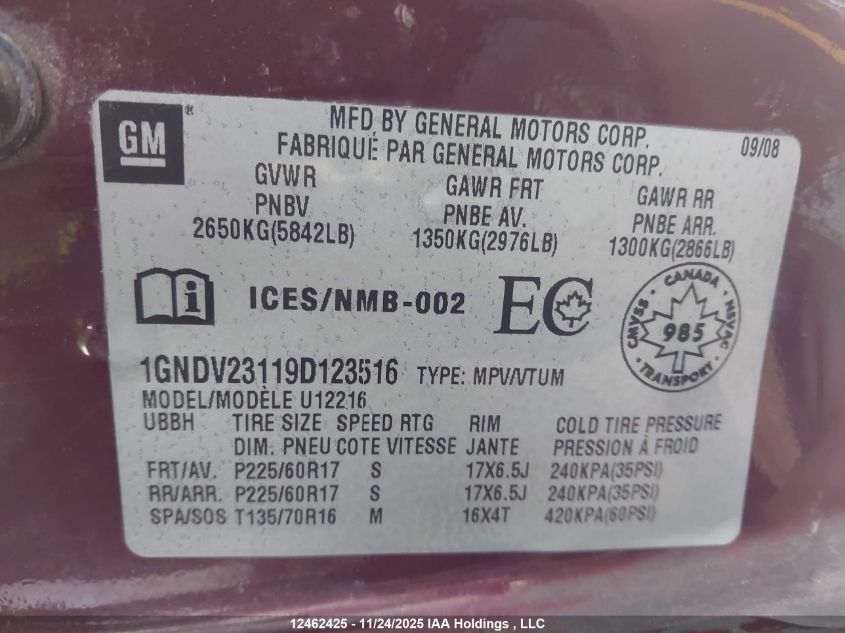 GM®
MFD BY GENERAL MOTORS CORP. 09/08
FABRIQUÉ PAR GENERAL MOTORS CORP.
GVWR GAWR FRT GAWR RR
PNBV PNBE AV. PNBE ARR.
2650KG(5842LB) 1350KG(2976LB) 1300KG(2866LB)
i ICES/NMB-002 EC
CANADA
CMVSS 985 NSVAC
1GNDV23119D123516 TYPE: MPV/VTUM
MODEL/MODÈLE U12216
UBBH TIRE SIZE SPEED RTG RIM COLD TIRE PRESSURE
DIM. PNEU COTE VITESSE JANTE PRESSION À FROID
FRT/AV. P225/60R17 S 17X6.5J 240KPA(35PSI)
RR/ARR. P225/60R17 S 17X6.5J 240KPA(35PSI)
SPA/SOS T135/70R16 M 16X4T 420KPA(60PSI)
12462425 - 11/24/2025 IAA Holdings , LLC